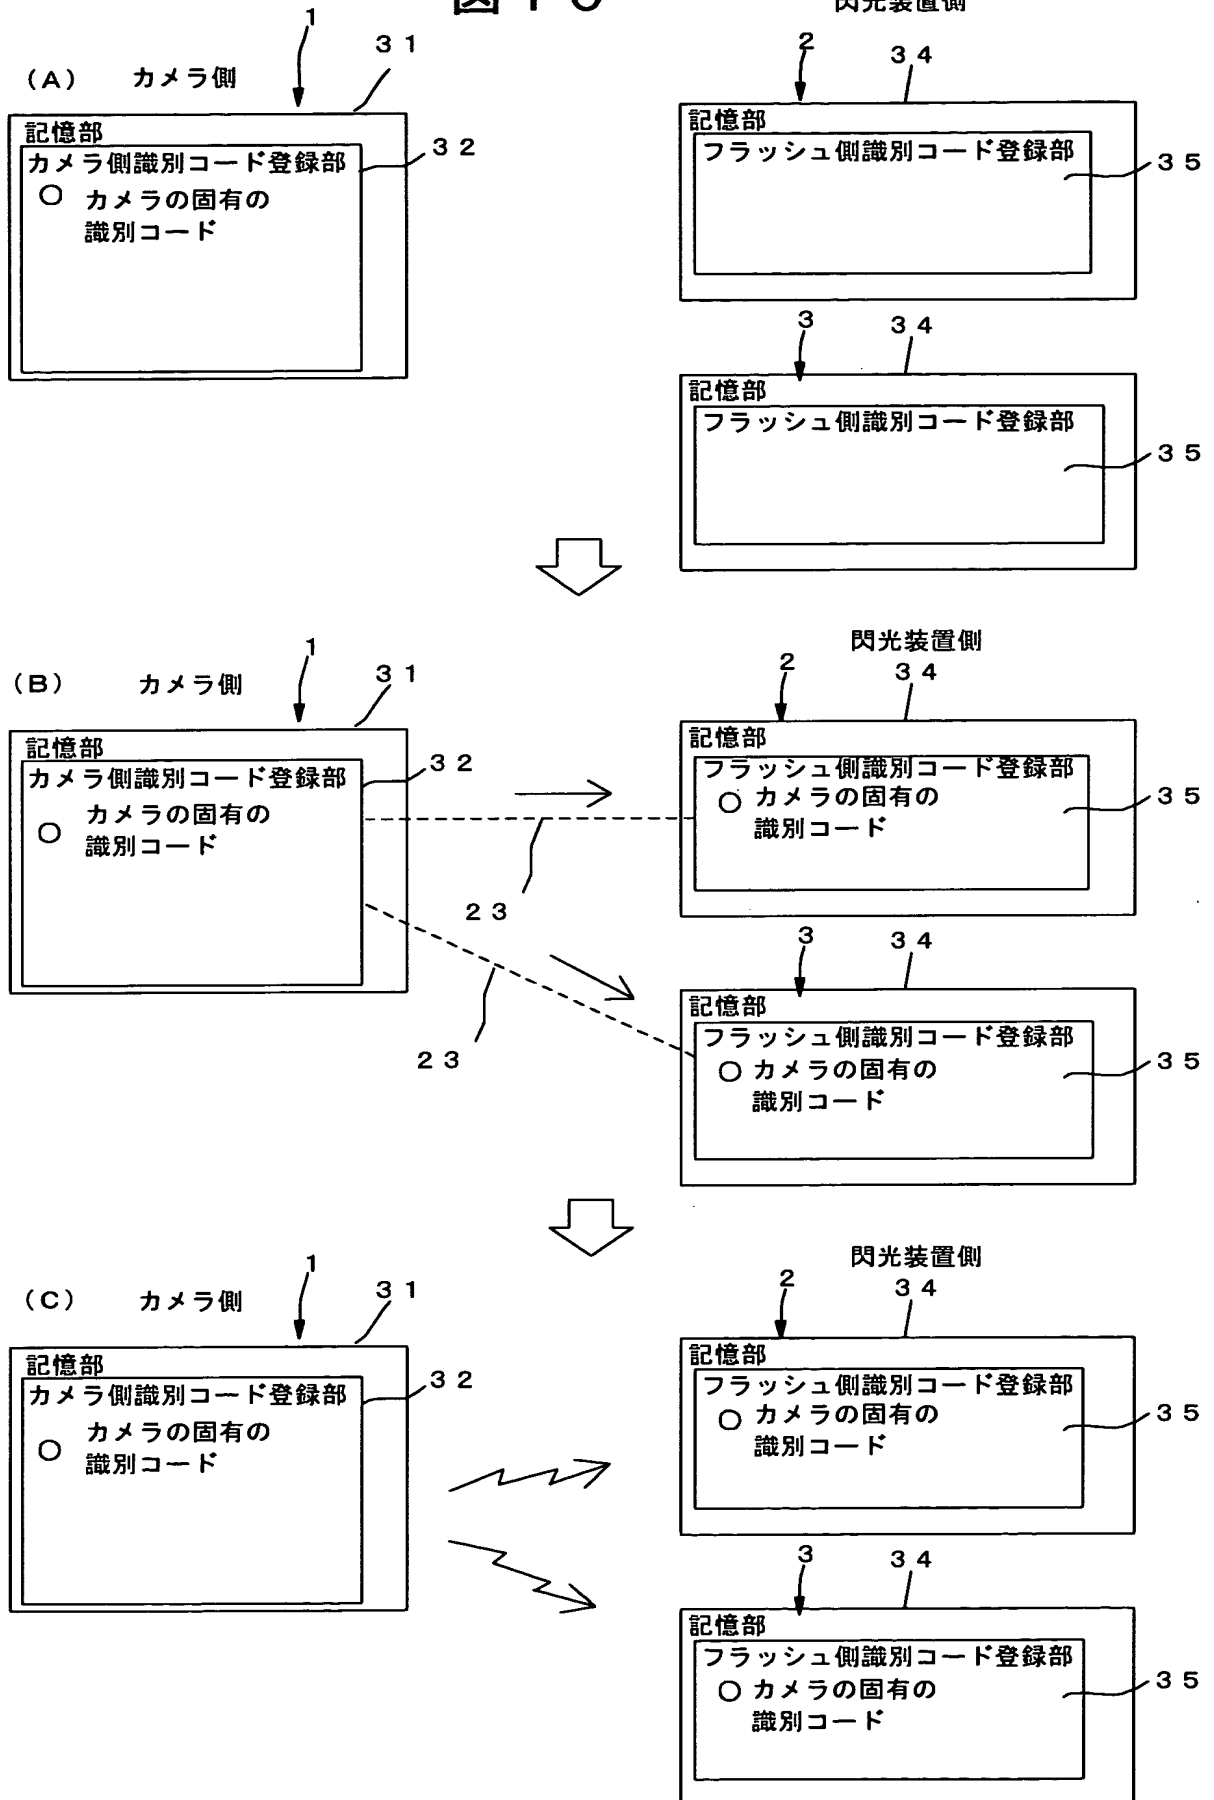 １
３１
(A) カメラ側
記憶部
カメラ側識別コード登録部
３２
○ カメラの固有の
識別コード
２
３４
記憶部
フラッシュ側識別コード登録部
３５
３
３４
記憶部
フラッシュ側識別コード登録部
３５
(B) カメラ側
１
３１
記憶部
カメラ側識別コード登録部
３２
○ カメラの固有の
識別コード
２３
２３
閃光装置側
２
３４
記憶部
フラッシュ側識別コード登録部
○ カメラの固有の
識別コード
３５
３
３４
記憶部
フラッシュ側識別コード登録部
○ カメラの固有の
識別コード
３５
(C) カメラ側
１
３１
記憶部
カメラ側識別コード登録部
３２
○ カメラの固有の
識別コード
閃光装置側
２
３４
記憶部
フラッシュ側識別コード登録部
○ カメラの固有の
識別コード
３５
３
３４
記憶部
フラッシュ側識別コード登録部
○ カメラの固有の
識別コード
３５